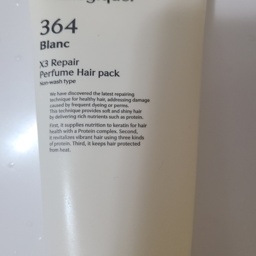 364
Blanc
X3 Repair
Perfume Hair pack
non-wash type
We have discovered the latest repairing
technique for healthy hair, addressing damage
caused by frequent dyeing or perms.
This technique provides soft and shiny hair
by delivering rich nutrients such as protein.
First, it supplies nutrition to keratin for hair
health with a Protein complex. Second,
it revitalizes vibrant hair using three kinds
of protein. Third, it keeps hair protected
from heat.